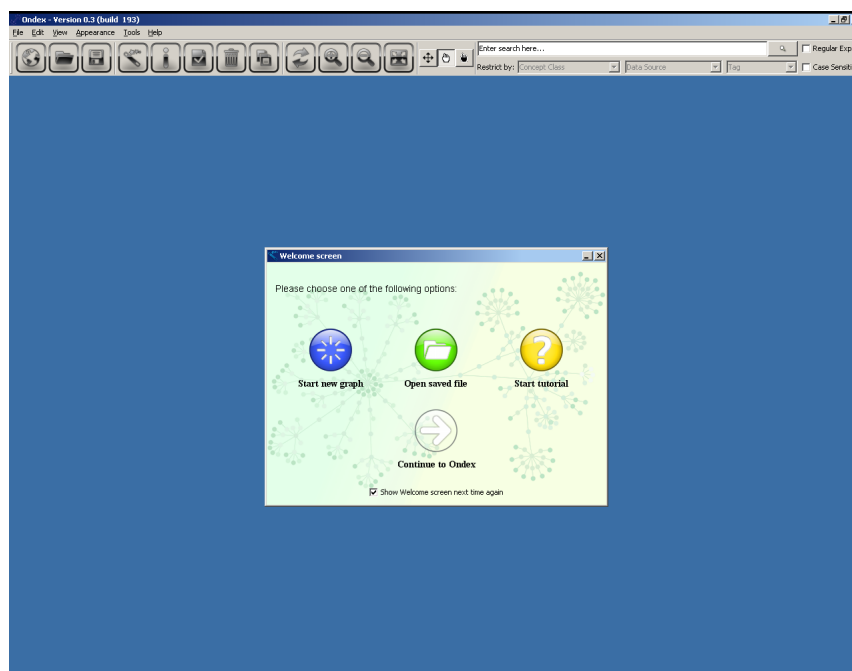 Ondex - Version 0.3 (build 193)
File Edit View Appearance Tools Help
Enter search here...
Regular Exp
Restrict by: Concept Class Data Source Tag Case Sensiti
Welcome screen
Please choose one of the following options:
Start new graph Open saved file Start tutorial
Continue to Ondex
Show Welcome screen next time again